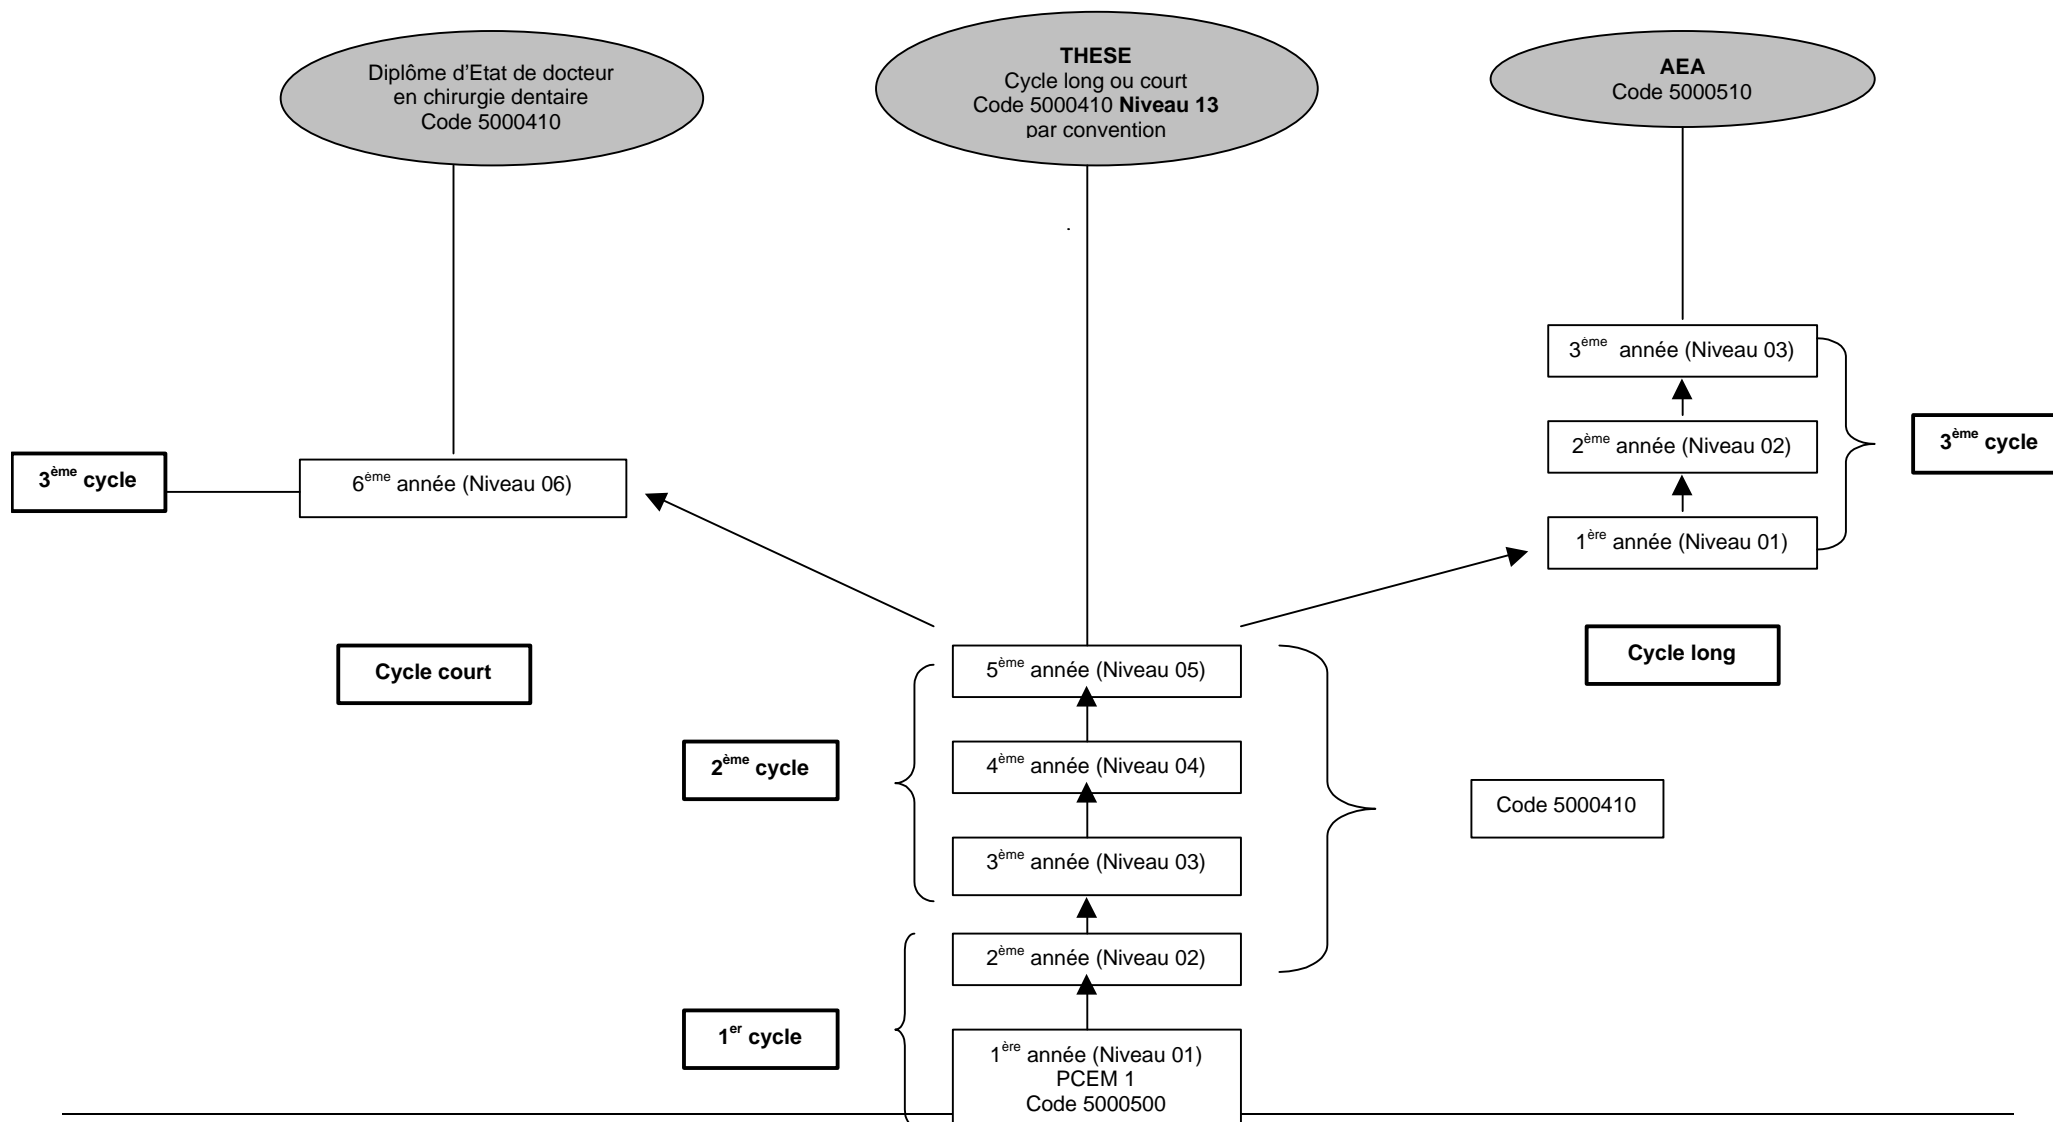 Diplôme d'Etat de docteur
en chirurgie dentaire
Code 5000410
THESE
Cycle long ou court
Code 5000410 Niveau 13
par convention
AEA
Code 5000510
3ème année (Niveau 03)
2ème année (Niveau 02)
1ère année (Niveau 01)
3ème cycle
3ème cycle
6ème année (Niveau 06)
Cycle court
Cycle long
5ème année (Niveau 05)
4ème année (Niveau 04)
3ème année (Niveau 03)
2ème cycle
Code 5000410
2ème année (Niveau 02)
1er cycle
1ère année (Niveau 01)
PCEM 1
Code 5000500